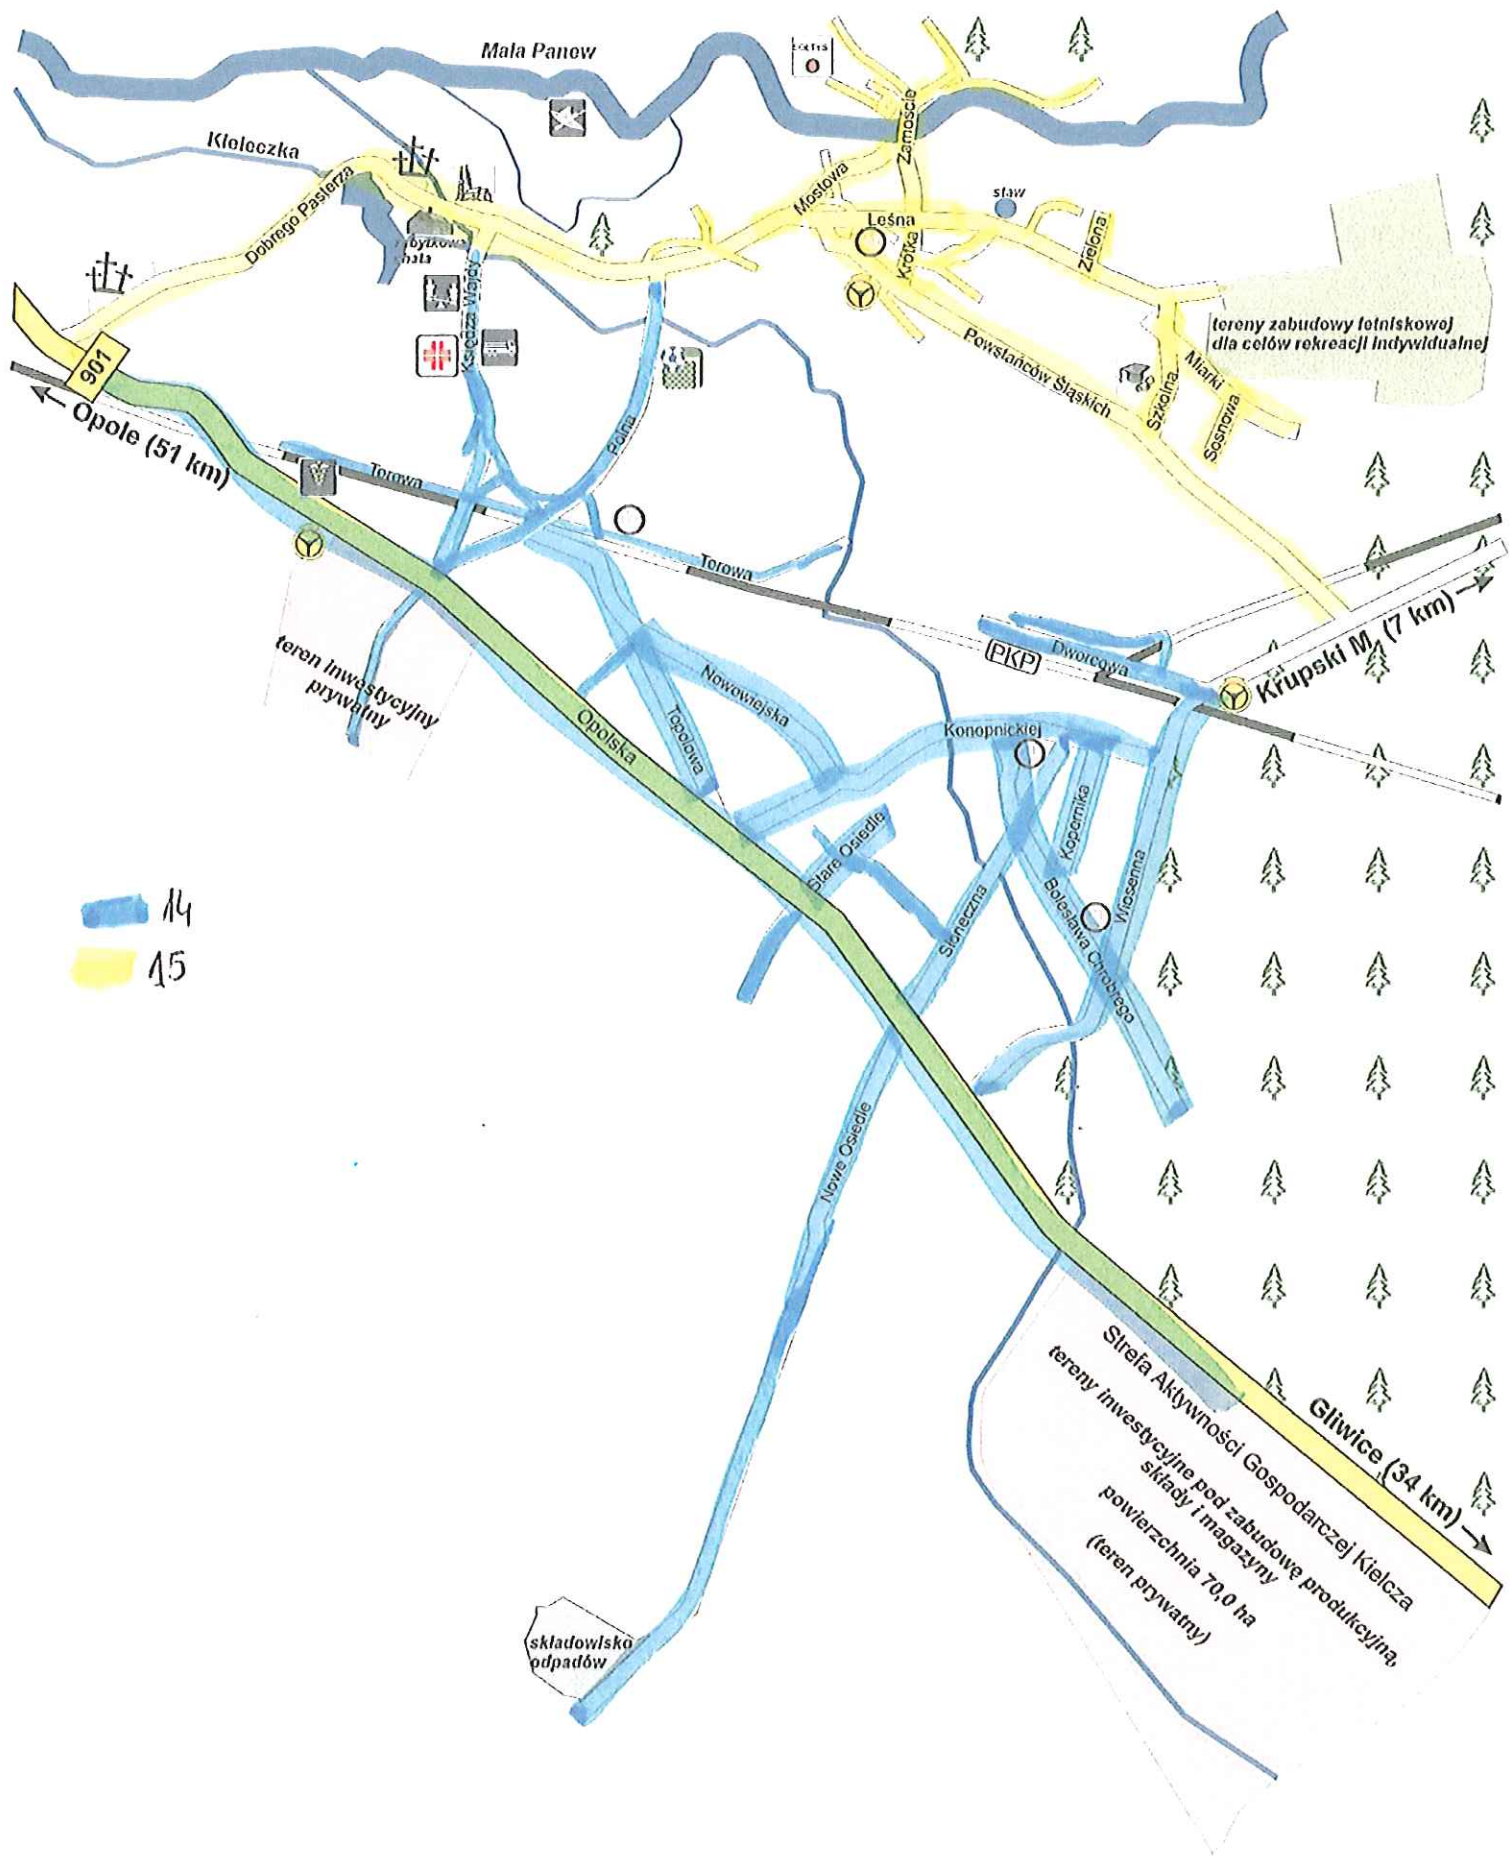 Mała Panew
SOŁTYS
Kieleczka
Zamoście
Mostowa
staw
Dobrego Pasterza
Leśna
Krótka
Zielona
chata
Księdza Wajdy
tereny zabudowy letniskowej
dla celów rekreacji indywidualnej
Powstańców Śląskich
Miarki
Szkolna
Sosnowa
901
Opole (51 km)
Polna
Torowa
Torowa
PKP
Dworcowa
Krupski M. (7 km)
teren inwestycyjny
prywatny
Nowowiejska
Topolowa
Opolska
Konopnickiej
Kopernika
Stare Osiedle
Wiosenna
Słoneczna
Bolesława Chrobrego
14
15
Nowe Osiedle
Strefa Aktywności Gospodarczej Kielcza
tereny inwestycyjne pod zabudowę produkcyjną,
składy i magazyny
powierzchnia 70,0 ha
(teren prywatny)
Gliwice (34 km)
składowisko
odpadów